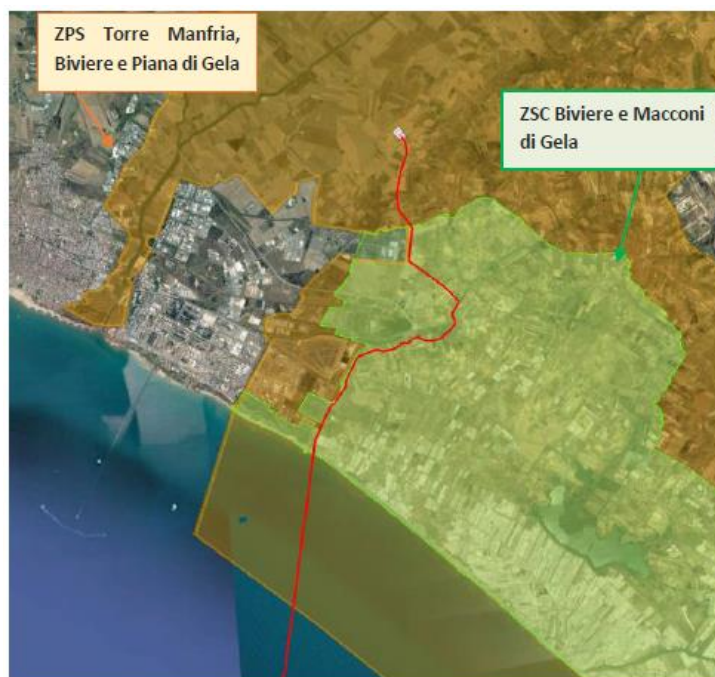 ZPS Torre Manfria,
Biviere e Piana di Gela
ZSC Biviere e Macconi
di Gela